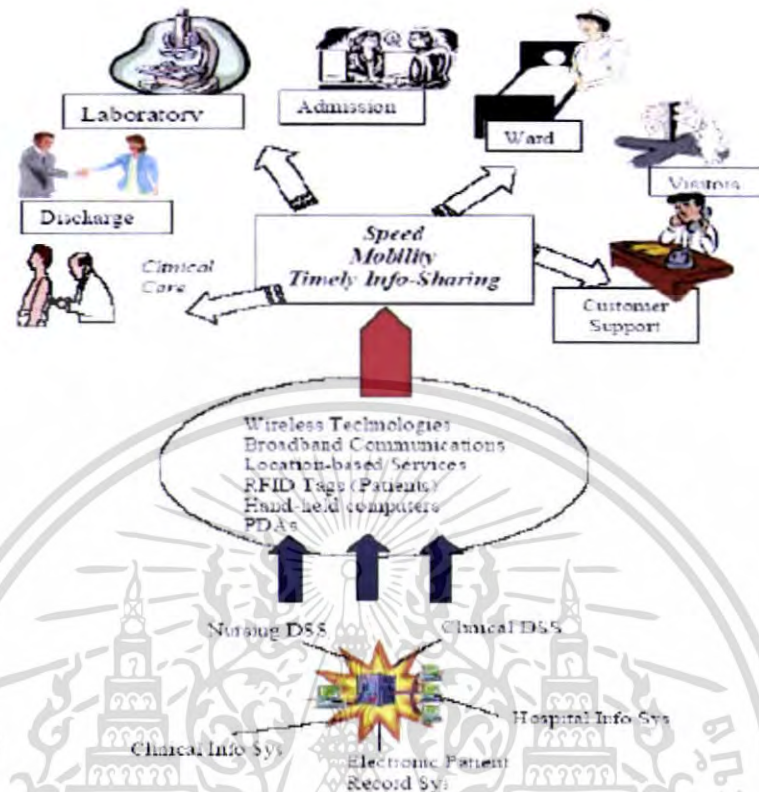 Laboratory
Admission
Ward
Visitors
Discharge
Clinical
Care
Speed
Mobility
Timely Info-Sharing
Customer
Support
Wireless Technologies
Broadband Communications
Location-based Services
RFID Tags (Patients)
Hand-held computers
PDAs
Nursing DSS
Clinical DSS
Hospital Info Sys
Clinical Info Sys
Electronic Patient
Record Sys